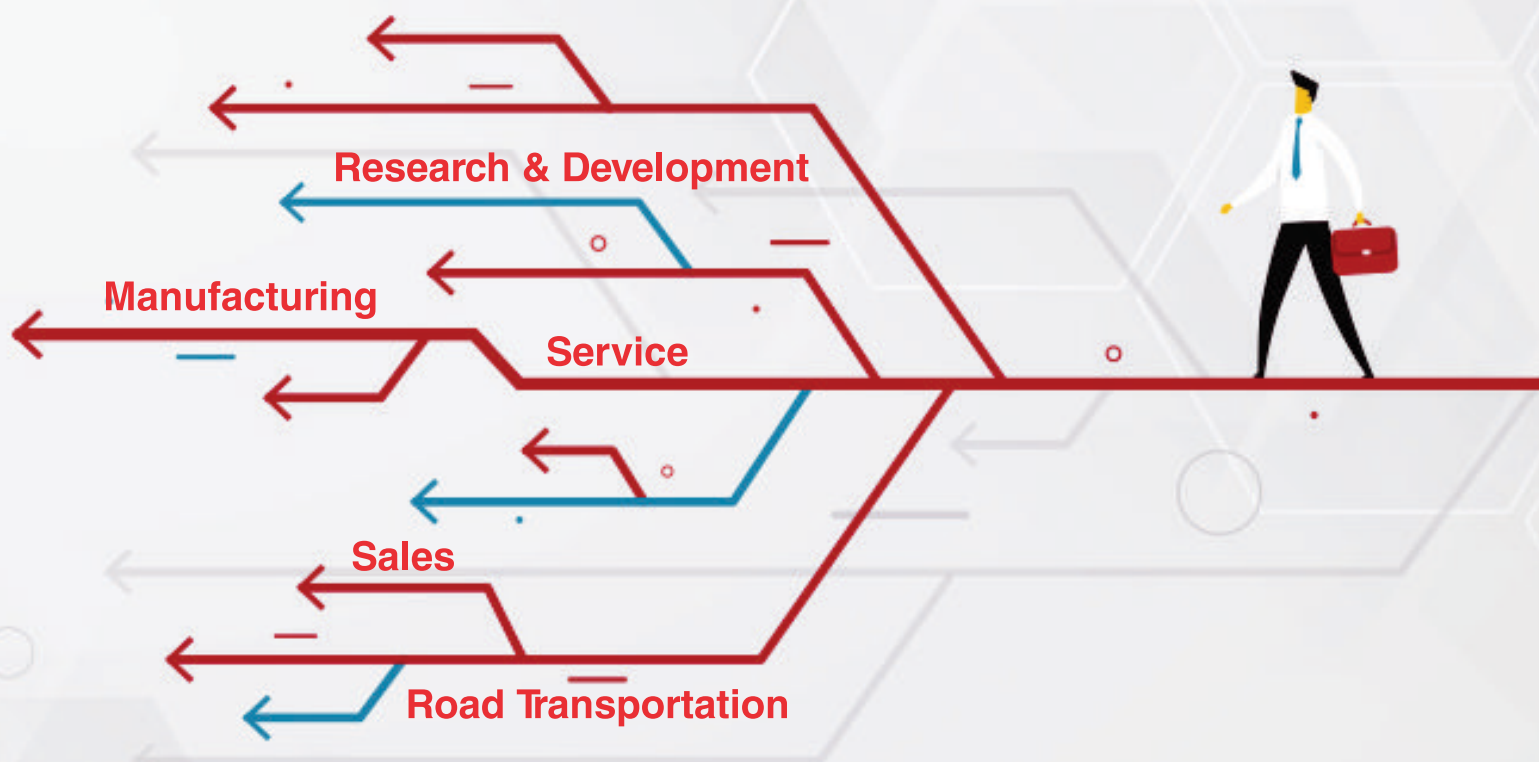 Research & Development
Manufacturing
Service
Sales
Road Transportation